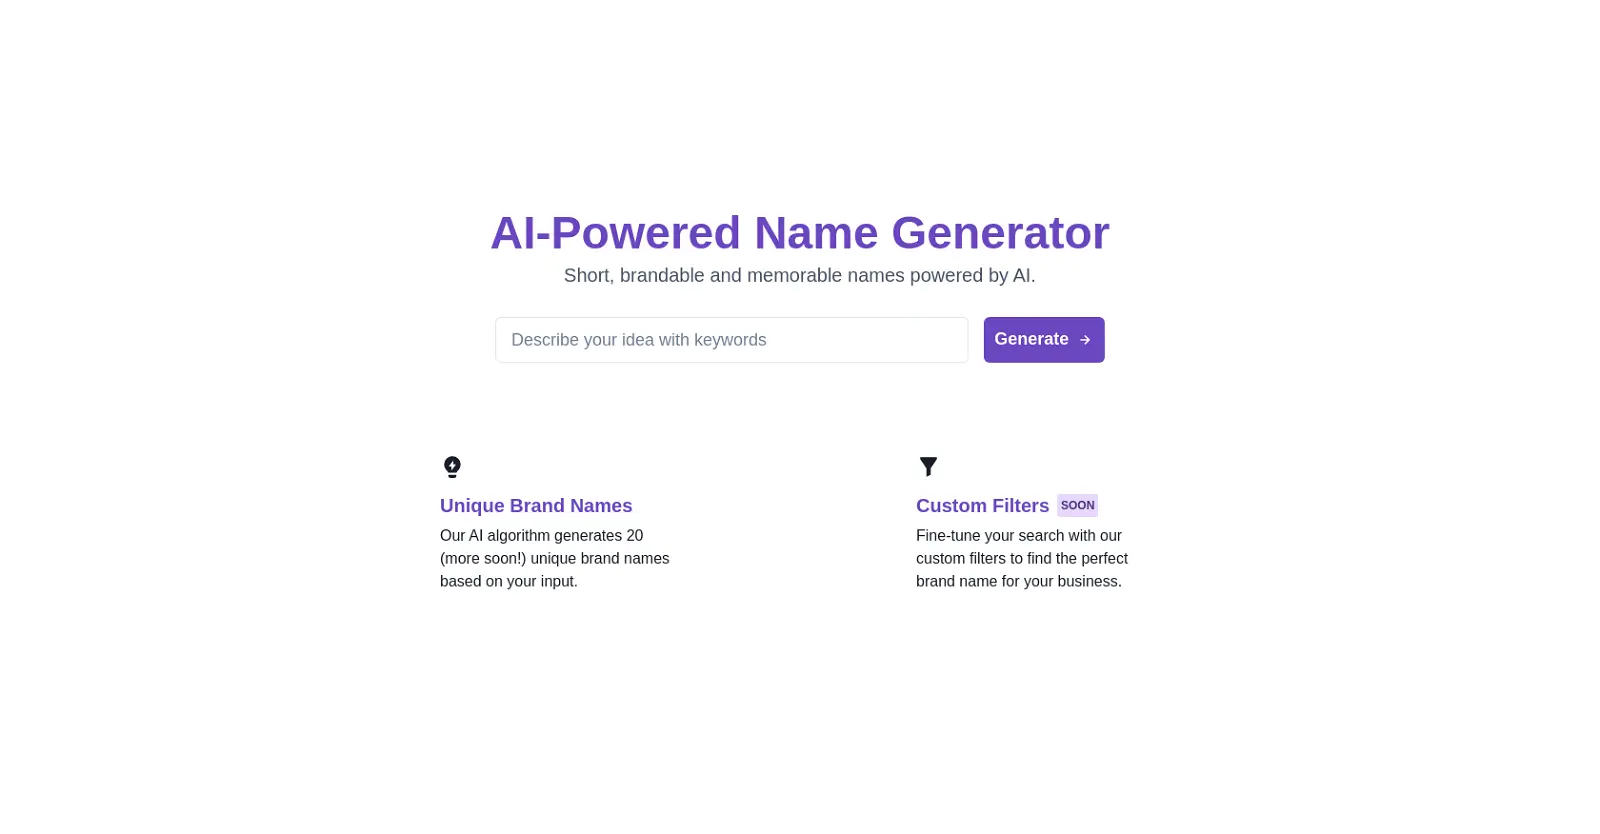 AI-Powered Name Generator
Short, brandable and memorable names powered by AI.
Describe your idea with keywords
Generate
Unique Brand Names
Our AI algorithm generates 20
(more soon!) unique brand names
based on your input.
Custom Filters SOON
Fine-tune your search with our
custom filters to find the perfect
brand name for your business.